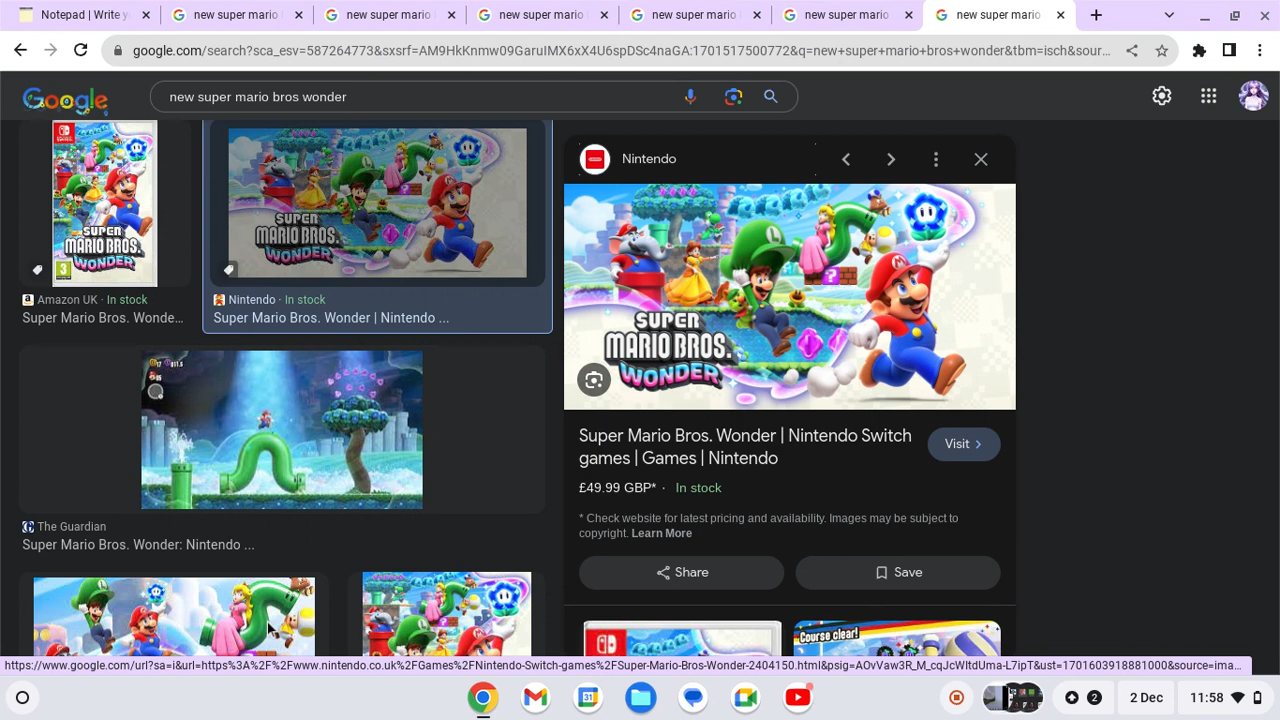 Notepad | Write y
new super mario
new super mario
new super mario
new super mario
new super mario
new super mario
google.com/search?sca_esv=587264773&sxsrf=AM9HkKnnw09GaruIMX6xX4U6spDSc4naGA:1701517500772&q=new+super+mario+bros+wonder&tbm=isch&sour...
Google
new super mario bros wonder
SUPER
MARIO BROS.
WONDER
3
Amazon UK · In stock
Super Mario Bros. Wonde...
SUPER
MARIO BROS.
WONDER
Nintendo · In stock
Super Mario Bros. Wonder | Nintendo ...
The Guardian
Super Mario Bros. Wonder: Nintendo ...
Nintendo
SUPER
MARIO BROS.
WONDER
Super Mario Bros. Wonder | Nintendo Switch
games | Games | Nintendo
Visit
£49.99 GBP* · In stock
* Check website for latest pricing and availability. Images may be subject to
copyright. Learn More
Share
Save
Course clear!
https://www.google.com/url?sa=i&url=https%3A%2F%2Fwww.nintendo.co.uk%2FGames%2FNintendo-Switch-games%2FSuper-Mario-Bros-Wonder-2404150.html&psig=AOvVaw3R_M_cqJcWItdUma-L7ipT&ust=1701603918881000&source=ima...
31
2
2 Dec
11:58